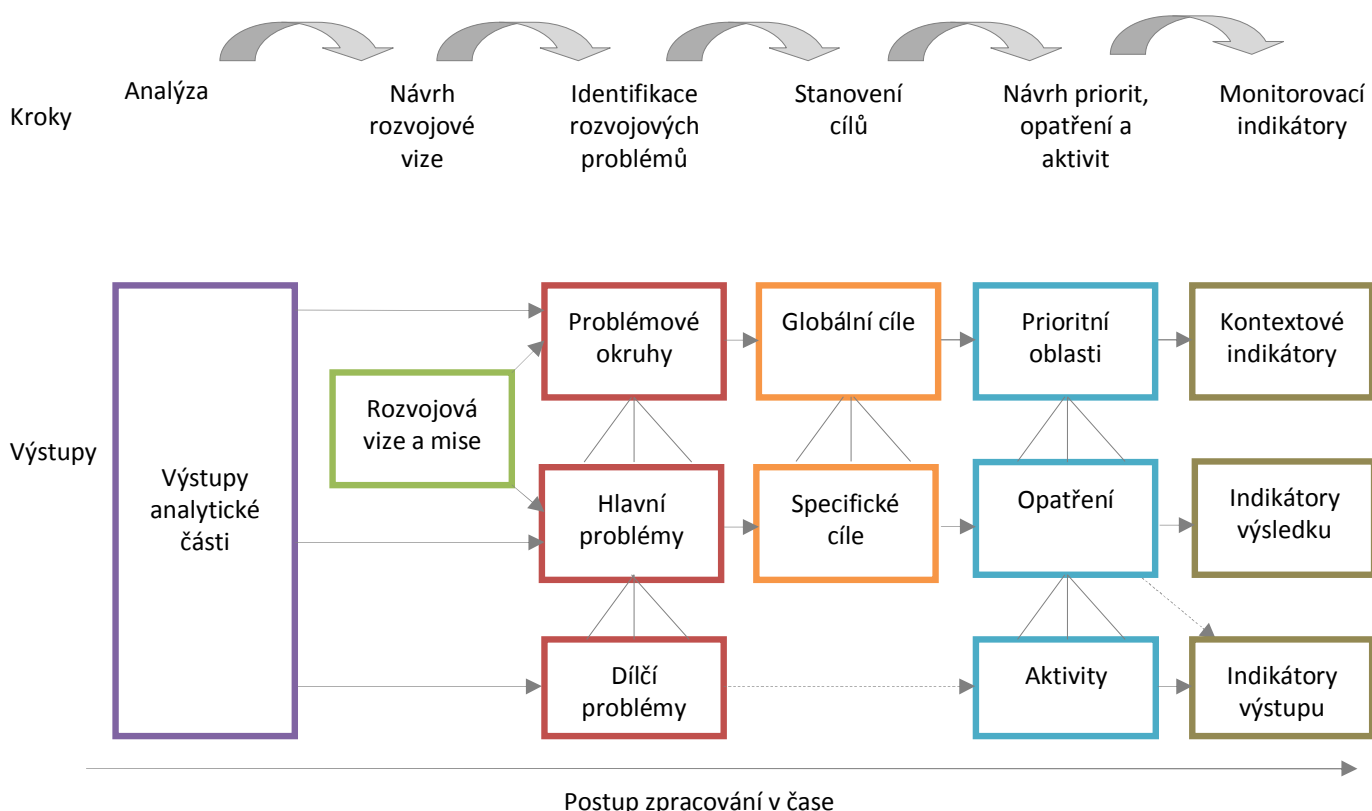 Kroky
Analýza
Návrh
rozvojové
vize
Identifikace
rozvojových
problémů
Stanovení
cílů
Návrh priorit,
opatření a
aktivit
Monitorovací
indikátory
Výstupy
Výstupy
analytické
části
Rozvojová
vize a mise
Problémové
okruhy
Globální cíle
Prioritní
oblasti
Kontextové
indikátory
Hlavní
problémy
Specifické
cíle
Opatření
Indikátory
výsledku
Dílčí
problémy
Aktivity
Indikátory
výstupu
Postup zpracování v čase